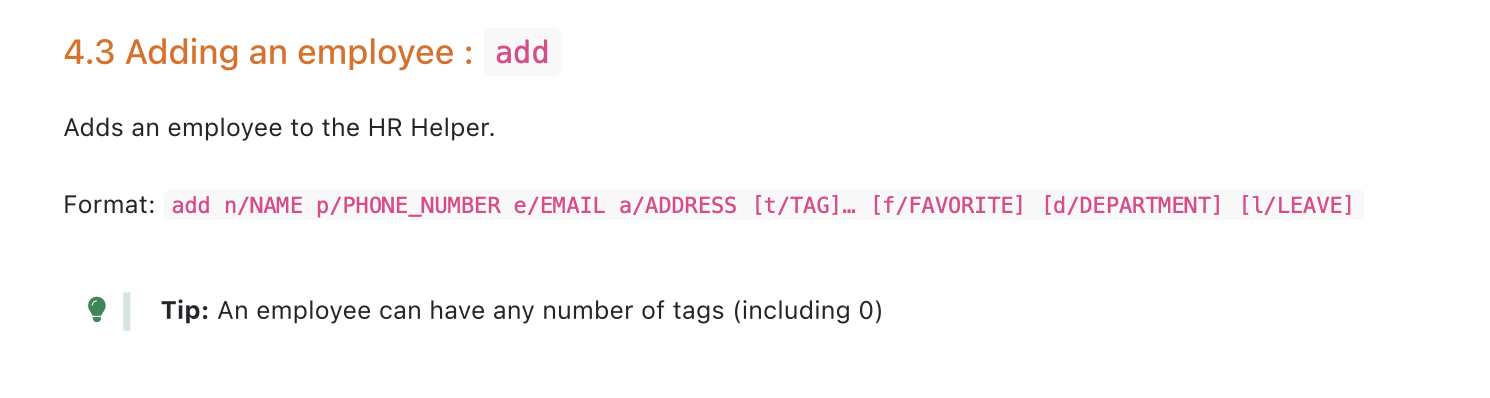 4.3 Adding an employee : add
Adds an employee to the HR Helper.
Format: add n/NAME p/PHONE_NUMBER e/EMAIL a/ADDRESS [t/TAG]… [f/FAVORITE] [d/DEPARTMENT] [l/LEAVE]
Tip: An employee can have any number of tags (including 0)